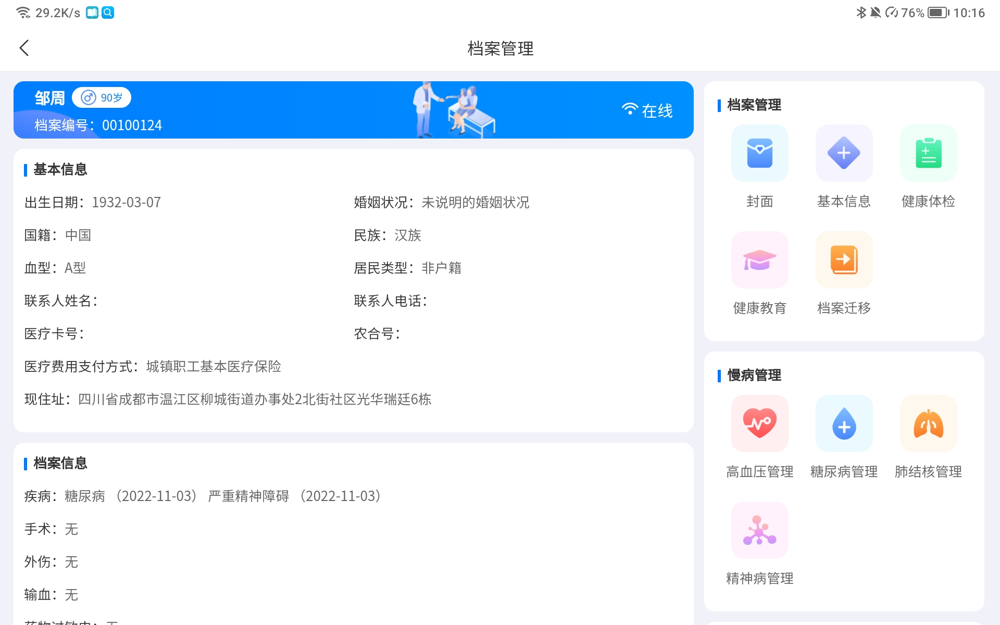 29.2K/s
76% 10:16
档案管理
邹周 90岁
档案编号：00100124
在线
基本信息
出生日期：1932-03-07
婚姻状况：未说明的婚姻状况
国籍：中国
民族：汉族
血型：A型
居民类型：非户籍
联系人姓名：
联系人电话：
医疗卡号：
农合号：
医疗费用支付方式：城镇职工基本医疗保险
现住址：四川省成都市温江区柳城街道办事处2北街社区光华瑞廷6栋
档案信息
疾病：糖尿病 （2022-11-03） 严重精神障碍 （2022-11-03）
手术：无
外伤：无
输血：无
档案管理
封面
基本信息
健康体检
健康教育
档案迁移
慢病管理
高血压管理
糖尿病管理
肺结核管理
精神病管理